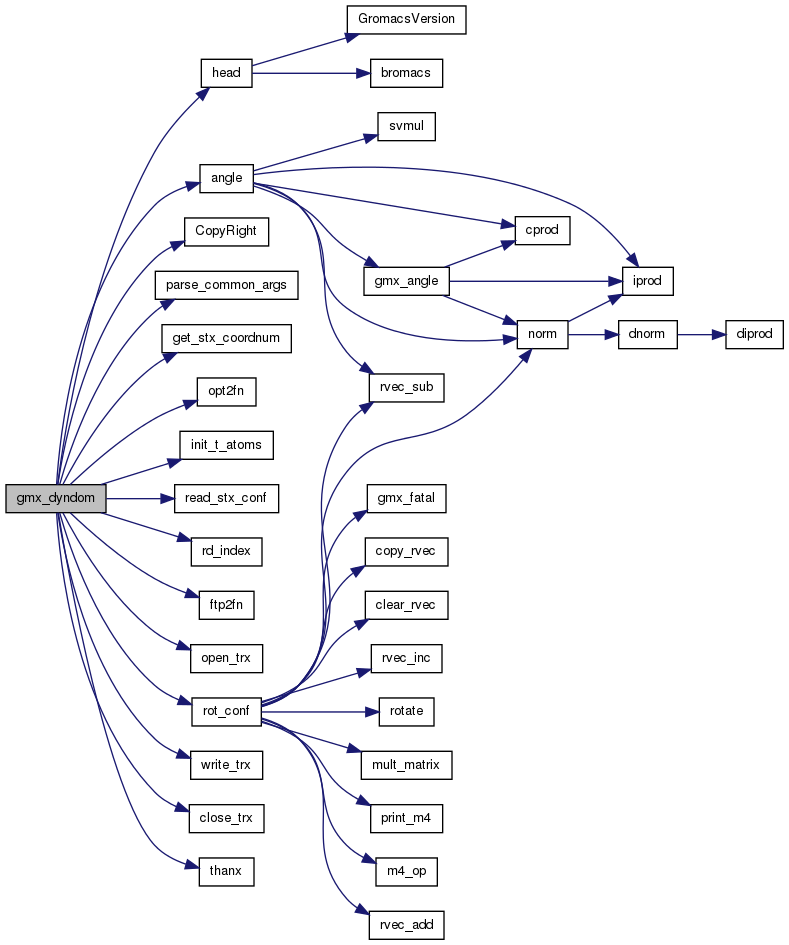 GromacsVersion
head
bromacs
svmul
angle
CopyRight
cprod
parse_common_args
gmx_angle
iprod
get_stx_coordnum
norm
dnorm
diprod
opt2fn
rvec_sub
init_t_atoms
gmx_dyndom
read_stx_conf
gmx_fatal
rd_index
copy_rvec
ftp2fn
clear_rvec
open_trx
rvec_inc
rot_conf
rotate
write_trx
mult_matrix
close_trx
print_m4
thanx
m4_op
rvec_add